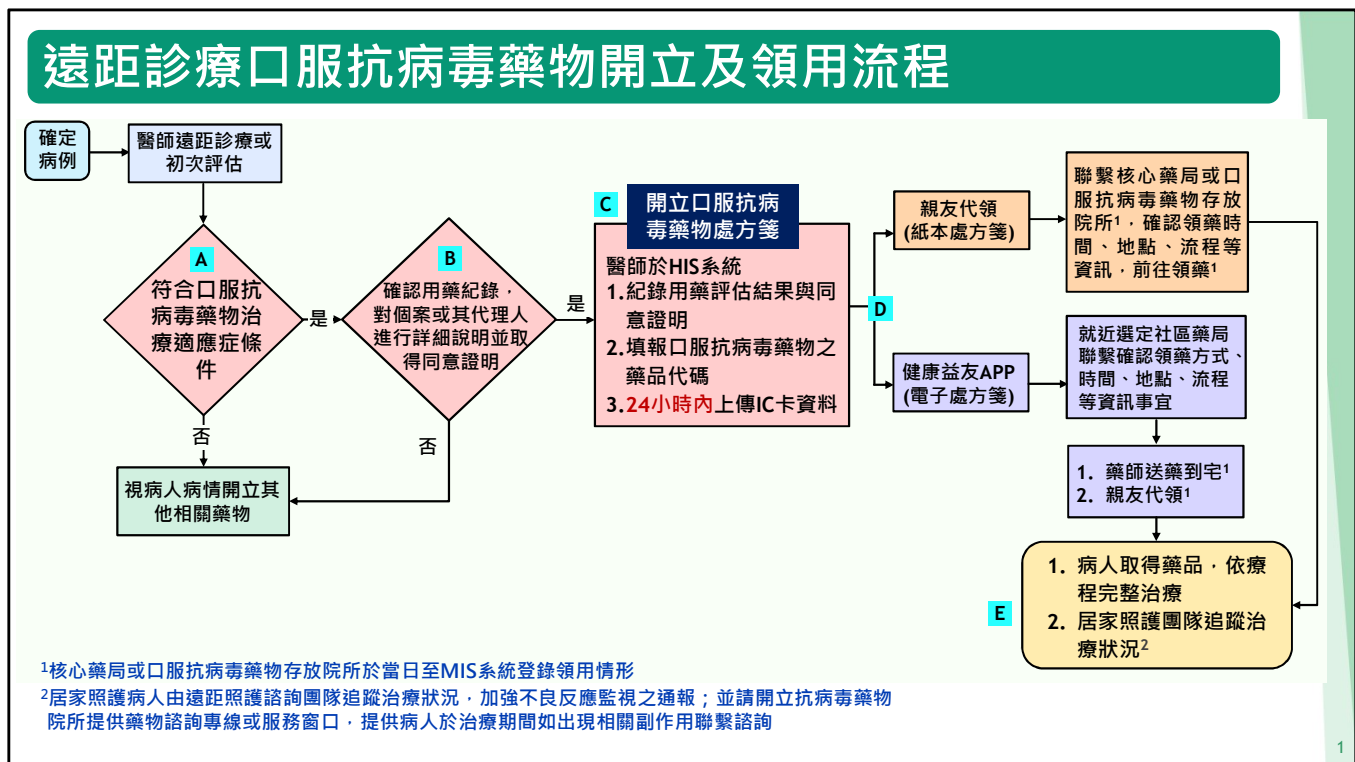 遠距診療口服抗病毒藥物開立及領用流程
確定
病例
醫師遠距診療或
初次評估
A
符合口服抗
病毒藥物治
療適應症條
件
是
否
B
確認用藥紀錄，
對個案或其代理人
進行詳細說明並取
得同意證明
是
否
視病人病情開立其
他相關藥物
C
開立口服抗病
毒藥物處方箋
醫師於HIS系統
1.紀錄用藥評估結果與同
意證明
2.填報口服抗病毒藥物之
藥品代碼
3.24小時內上傳IC卡資料
D
親友代領
(紙本處方箋)
聯繫核心藥局或口
服抗病毒藥物存放
院所1，確認領藥時
間、地點、流程等
資訊，前往領藥1
健康益友APP
(電子處方箋)
就近選定社區藥局
聯繫確認領藥方式、
時間、地點、流程
等資訊事宜
1. 藥師送藥到宅1
2. 親友代領1
E
1. 病人取得藥品，依療
程完整治療
2. 居家照護團隊追蹤治
療狀況2
1核心藥局或口服抗病毒藥物存放院所於當日至MIS系統登錄領用情形
2居家照護病人由遠距照護諮詢團隊追蹤治療狀況，加強不良反應監視之通報；並請開立抗病毒藥物
院所提供藥物諮詢專線或服務窗口，提供病人於治療期間如出現相關副作用聯繫諮詢
1